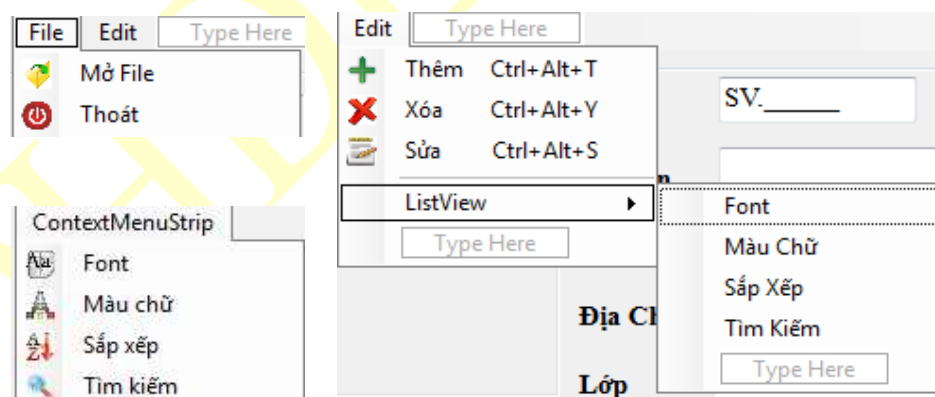 File Edit Type Here
Mở File
Thoát
ContextMenuStrip
Font
Màu chữ
Sắp xếp
Tìm kiếm
Edit Type Here
Thêm Ctrl+Alt+T
Xóa Ctrl+Alt+Y
Sửa Ctrl+Alt+S
ListView
Type Here
SV.______
Font
Màu Chữ
Sắp Xếp
Tìm Kiếm
Type Here
Địa Ch
Lớp